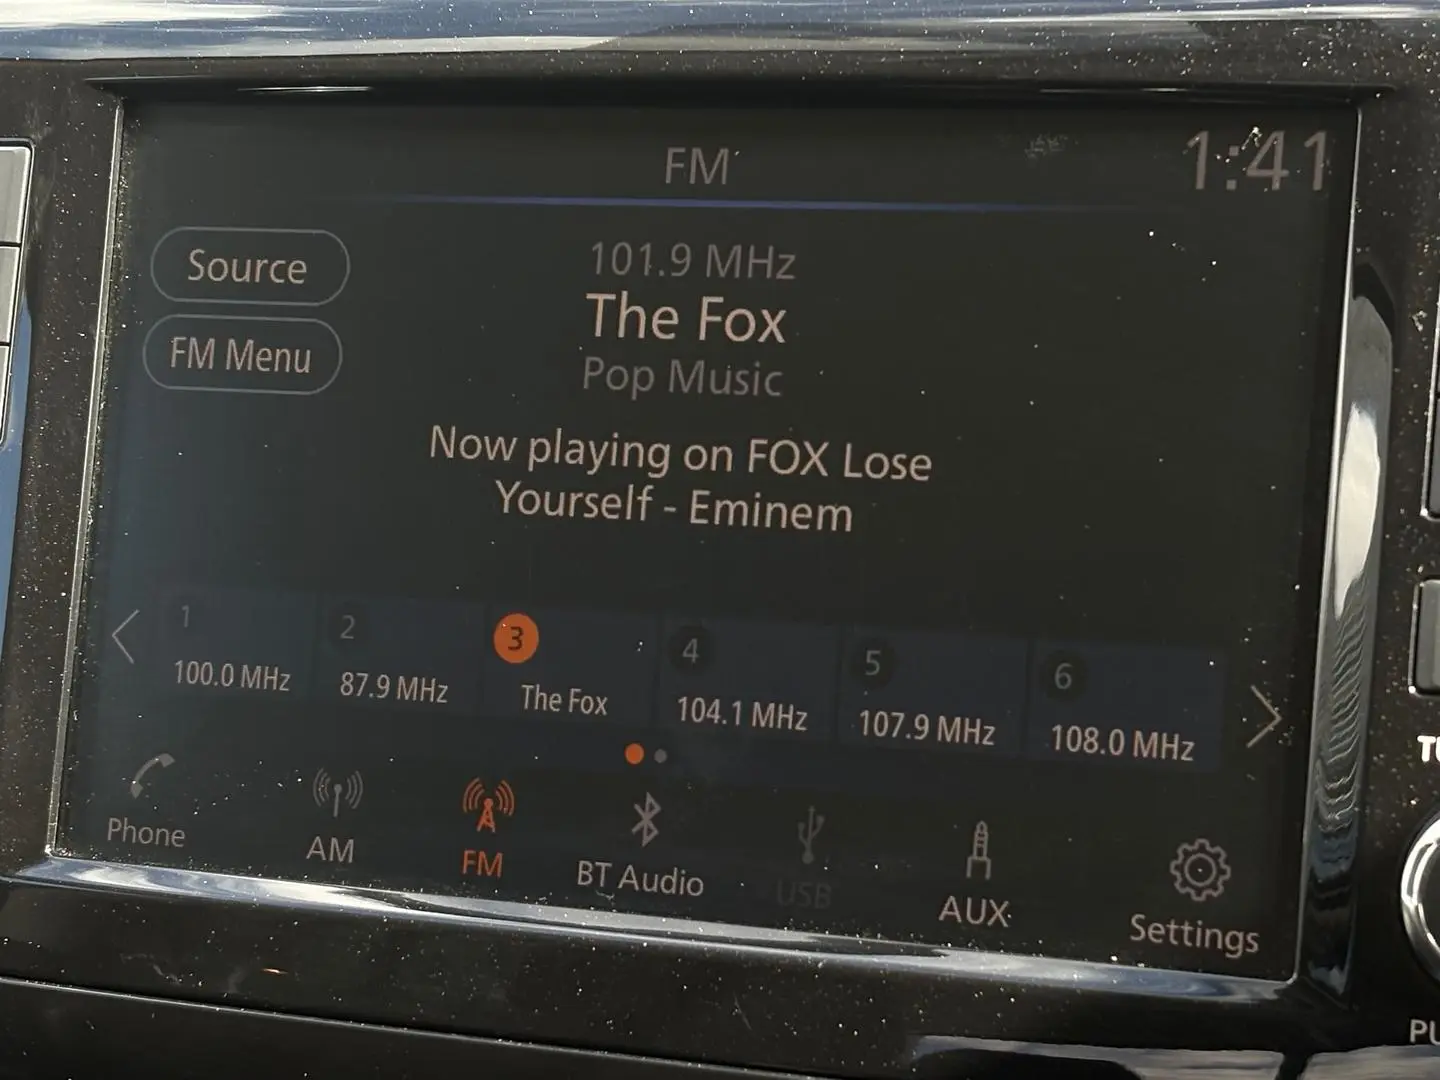 FM
1:41
Source
FM Menu
101.9 MHz
The Fox
Pop Music
Now playing on FOX Lose
Yourself - Eminem
1
100.0 MHz
2
87.9 MHz
3
The Fox
4
104.1 MHz
5
107.9 MHz
6
108.0 MHz
Phone
AM
FM
BT Audio
USB
AUX
Settings